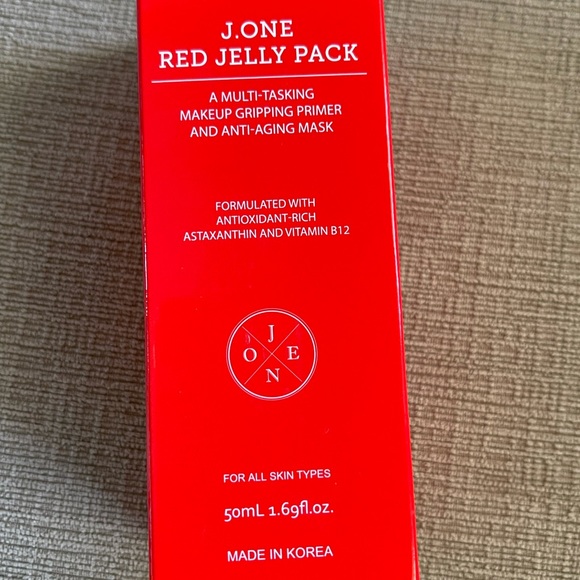 J.ONE
RED JELLY PACK
A MULTI-TASKING
MAKEUP GRIPPING PRIMER
AND ANTI-AGING MASK
FORMULATED WITH
ANTIOXIDANT-RICH
ASTAXANTHIN AND VITAMIN B12
J
O E
N
FOR ALL SKIN TYPES
50mL 1.69fl.oz.
MADE IN KOREA